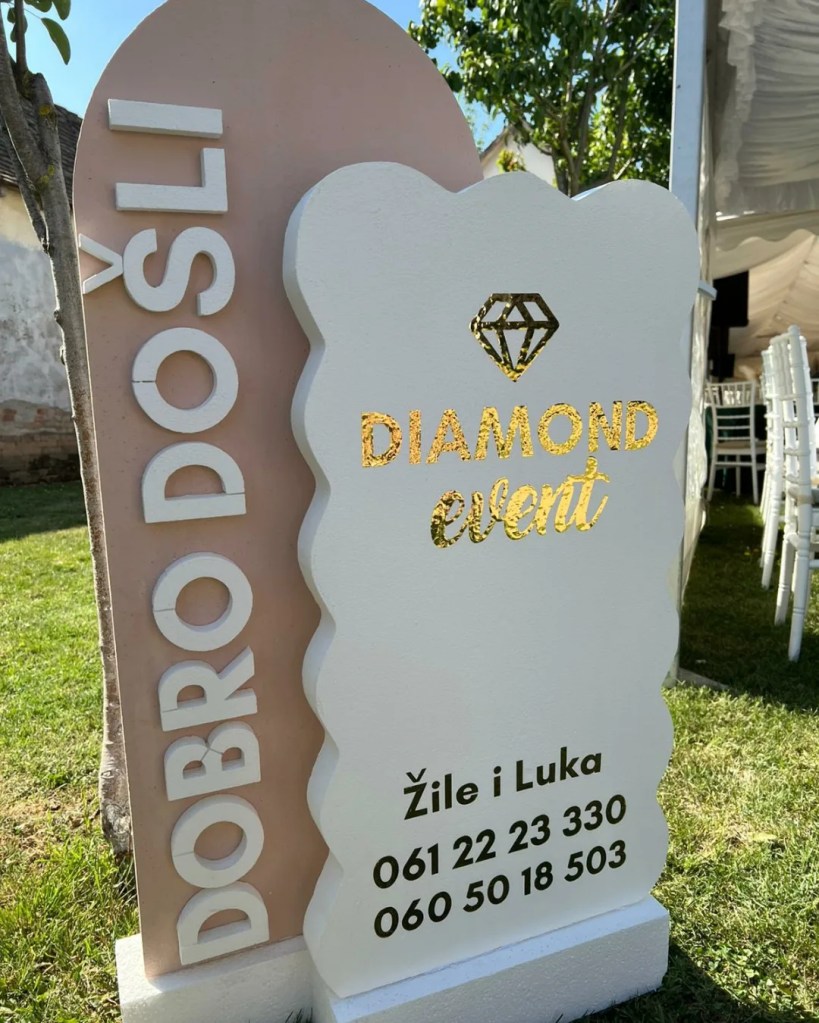 DOBRO DOŠLI
DIAMOND
event
Žile i Luka
061 22 23 330
060 50 18 503